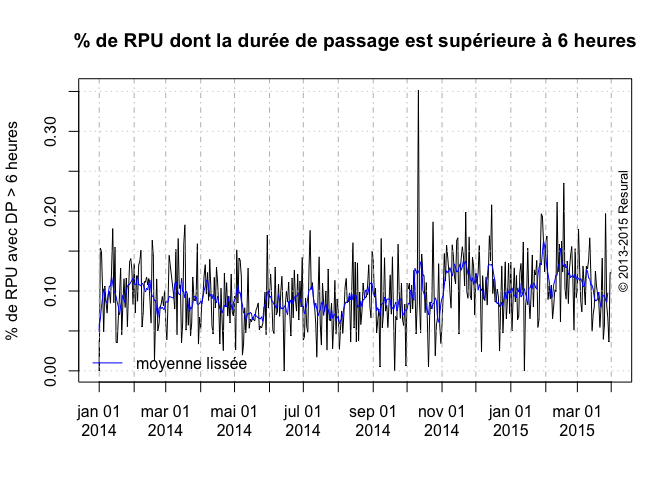 % de RPU dont la durée de passage est supérieure à 6 heures
% de RPU avec DP > 6 heures
0.30
0.20
0.10
0.00
moyenne lissée
© 2013-2015 Resural
jan 01 mar 01 mai 01 jul 01 sep 01 nov 01 jan 01 mar 01
2014 2014 2014 2014 2014 2014 2015 2015